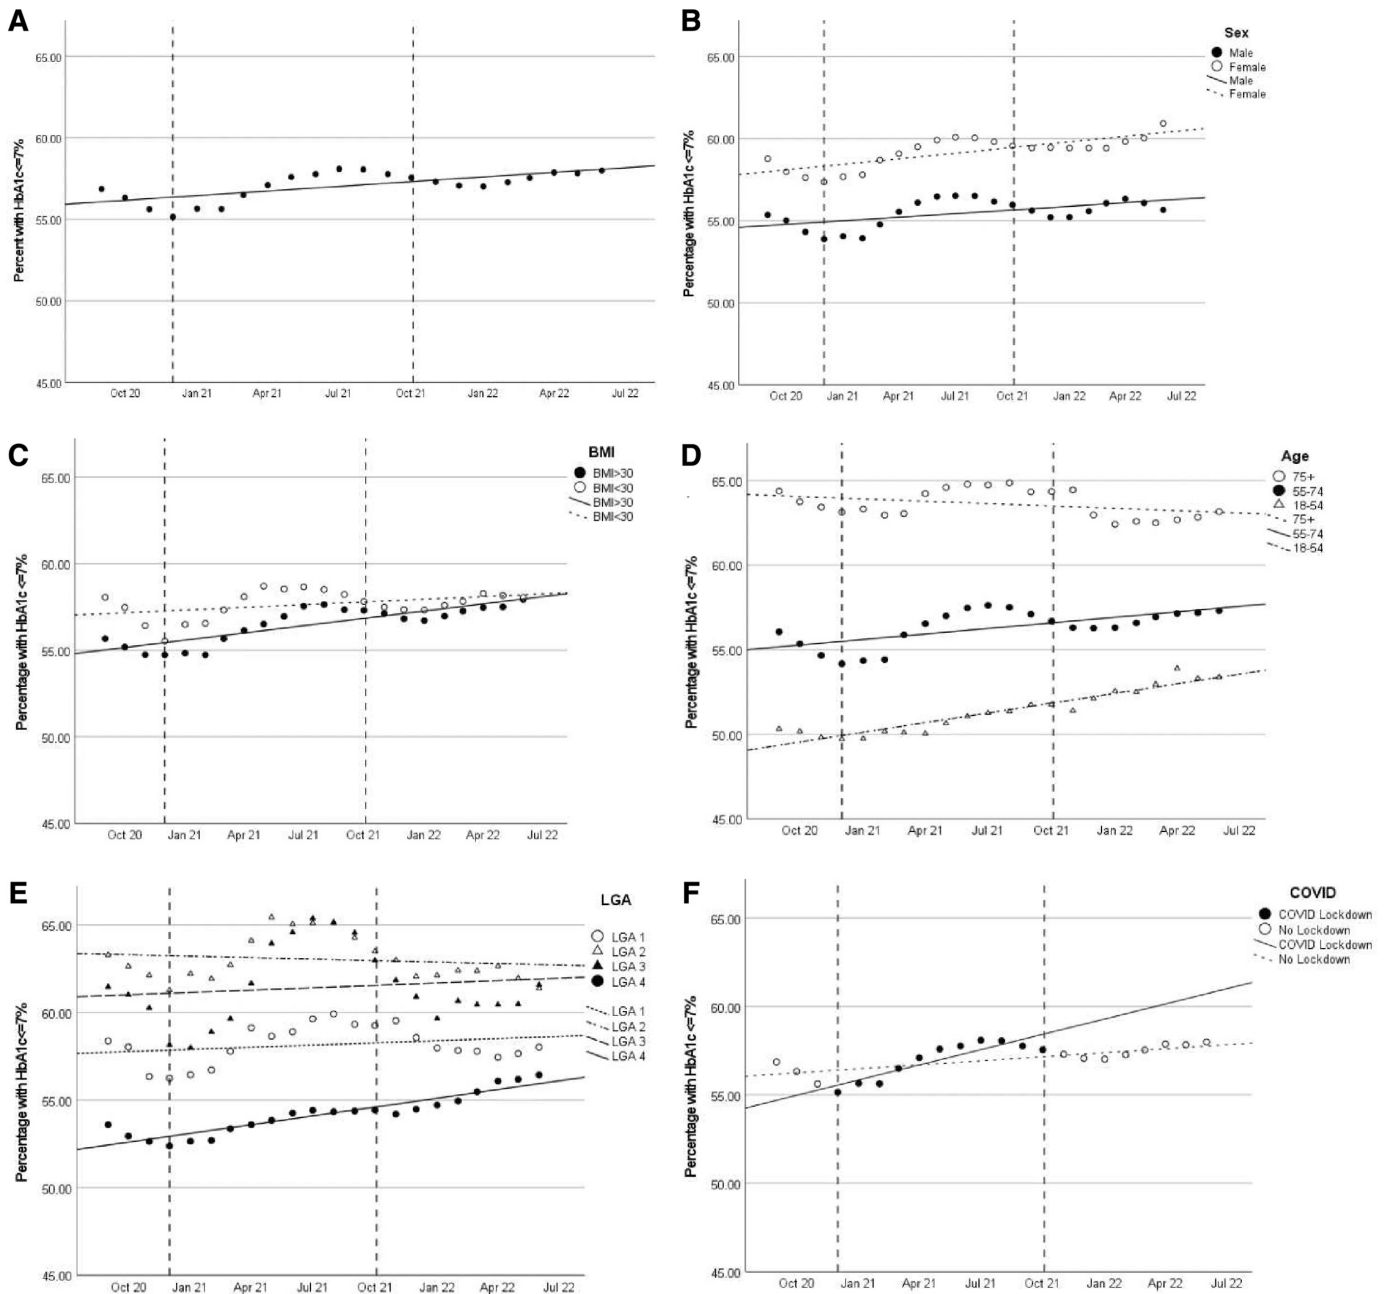 A
Percent with HbA1c<=7%
65.00
60.00
55.00
50.00
45.00
Oct 20 Jan 21 Apr 21 Jul 21 Oct 21 Jan 22 Apr 22 Jul 22
B
Percentage with HbA1c <=7%
65.00
60.00
55.00
50.00
45.00
Oct 20 Jan 21 Apr 21 Jul 21 Oct 21 Jan 22 Apr 22 Jul 22
Sex
Male
Female
Male
Female
C
Percentage with HbA1c <=7%
65.00
60.00
55.00
50.00
45.00
Oct 20 Jan 21 Apr 21 Jul 21 Oct 21 Jan 22 Apr 22 Jul 22
BMI
BMI>30
BMI<30
BMI>30
BMI<30
D
Percentage with HbA1c <=7%
65.00
60.00
55.00
50.00
45.00
Oct 20 Jan 21 Apr 21 Jul 21 Oct 21 Jan 22 Apr 22 Jul 22
Age
75+
55-74
18-54
75+
55-74
18-54
E
Percentage with HbA1c<=7%
65.00
60.00
55.00
50.00
45.00
Oct 20 Jan 21 Apr 21 Jul 21 Oct 21 Jan 22 Apr 22 Jul 22
LGA
LGA 1
LGA 2
LGA 3
LGA 4
LGA 1
LGA 2
LGA 3
LGA 4
F
Percentage with HbA1c<=7%
65.00
60.00
55.00
50.00
45.00
Oct 20 Jan 21 Apr 21 Jul 21 Oct 21 Jan 22 Apr 22 Jul 22
COVID
COVID Lockdown
No Lockdown
COVID Lockdown
No Lockdown